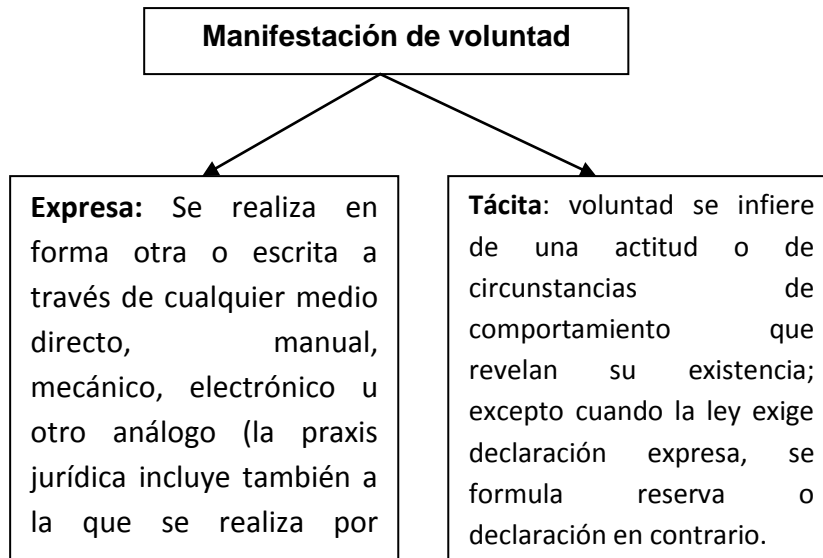 Manifestación de voluntad
Expresa: Se realiza en
forma otra o escrita a
través de cualquier medio
directo, manual,
mecánico, electrónico u
otro análogo (la praxis
jurídica incluye también a
la que se realiza por
Tácita: voluntad se infiere
de una actitud o de
circunstancias de
comportamiento que
revelan su existencia;
excepto cuando la ley exige
declaración expresa, se
formula reserva o
declaración en contrario.